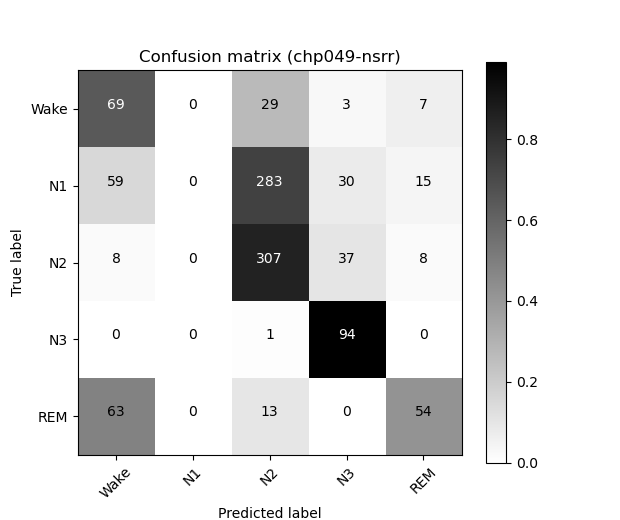 Confusion matrix (chp049-nsrr)
Wake 69 0 29 3 7
N1 59 0 283 30 15
N2 8 0 307 37 8
N3 0 0 1 94 0
REM 63 0 13 0 54
Wake N1 N2 N3 REM
True label
Predicted label
0.8
0.6
0.4
0.2
0.0